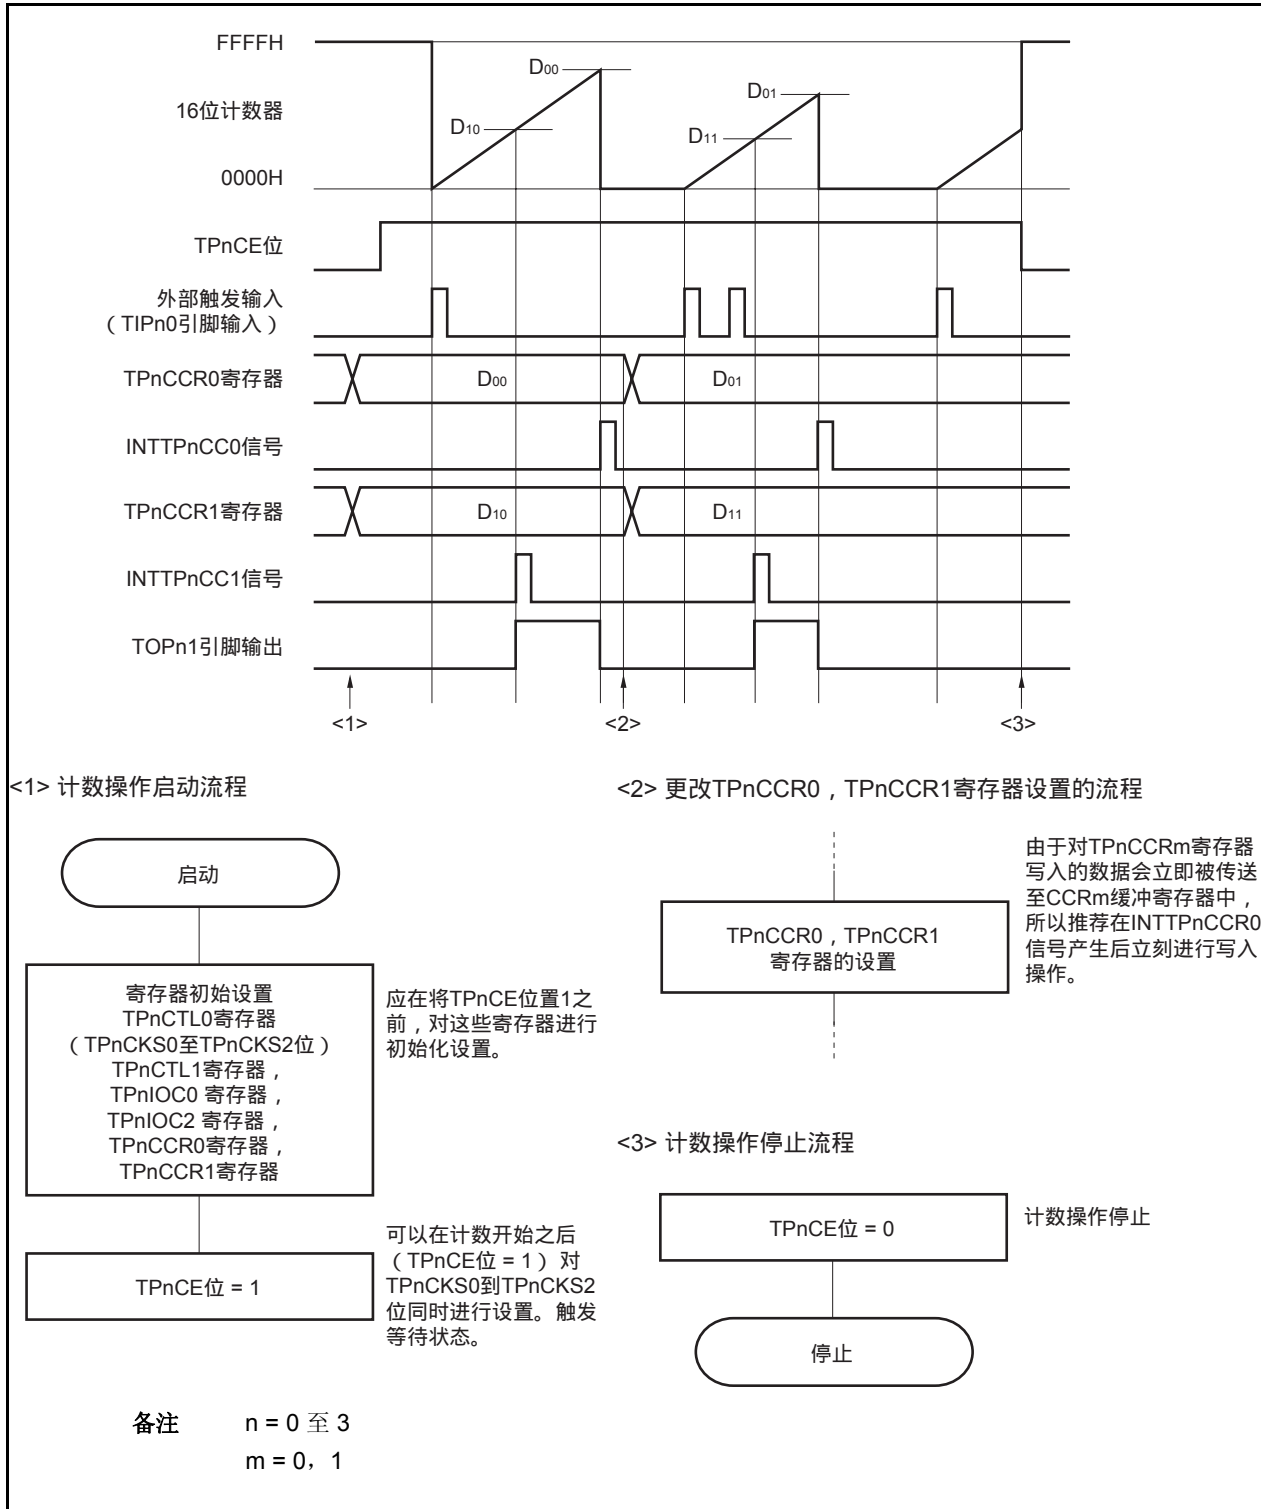 FFFFH
D00
D01
16位计数器
D10
D11
0000H
TPnCE位
外部触发输入
（TIPn0引脚输入）
TPnCCR0寄存器
D00
D01
INTTPnCC0信号
TPnCCR1寄存器
D10
D11
INTTPnCC1信号
TOPn1引脚输出
<1>
<2>
<3>
<1> 计数操作启动流程
启动
寄存器初始设置
TPnCTL0寄存器
（TPnCKS0至TPnCKS2位）
TPnCTL1寄存器，
TPnIOC0 寄存器，
TPnIOC2 寄存器，
TPnCCR0寄存器，
TPnCCR1寄存器
应在将TPnCE位置1之
前，对这些寄存器进行
初始化设置。
TPnCE位 = 1
可以在计数开始之后
（TPnCE位 = 1）对
TPnCKS0到TPnCKS2
位同时进行设置。触发
等待状态。
<2> 更改TPnCCR0，TPnCCR1寄存器设置的流程
TPnCCR0，TPnCCR1
寄存器的设置
由于对TPnCCRm寄存器
写入的数据会立即被传送
至CCRm缓冲寄存器中，
所以推荐在INTTPnCCR0
信号产生后立刻进行写入
操作。
<3> 计数操作停止流程
TPnCE位 = 0
计数操作停止
停止
备注 n = 0 至 3
m = 0，1